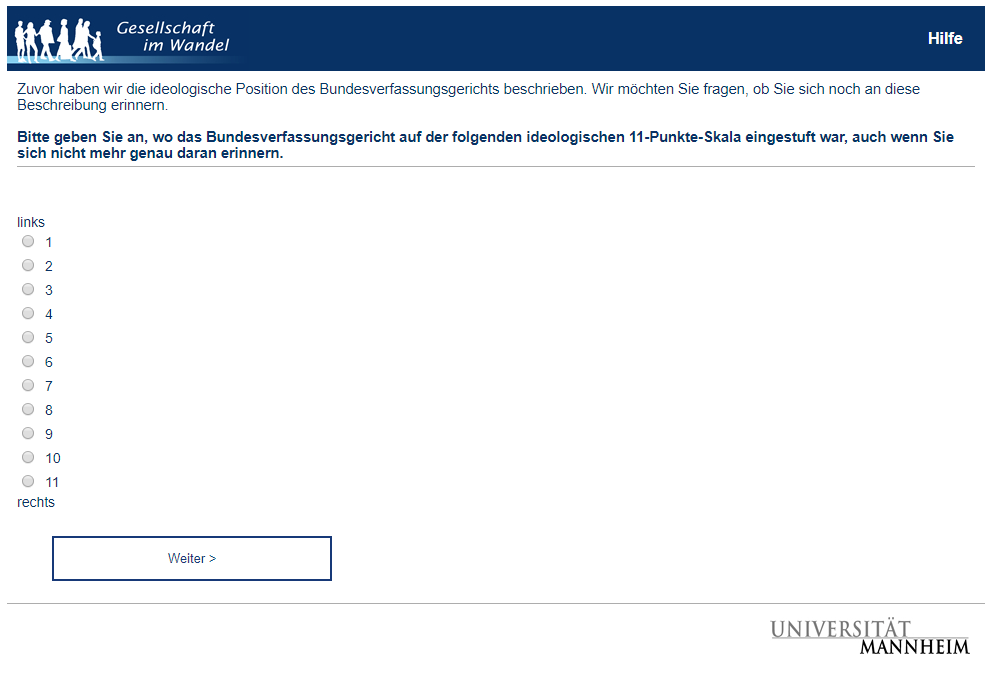 Gesellschaft
im Wandel
Hilfe
Zuvor haben wir die ideologische Position des Bundesverfassungsgerichts beschrieben. Wir möchten Sie fragen, ob Sie sich noch an diese
Beschreibung erinnern.
Bitte geben Sie an, wo das Bundesverfassungsgericht auf der folgenden ideologischen 11-Punkte-Skala eingestuft war, auch wenn Sie
sich nicht mehr genau daran erinnern.
links
1
2
3
4
5
6
7
8
9
10
11
rechts
Weiter >
UNIVERSITÄT
MANNHEIM